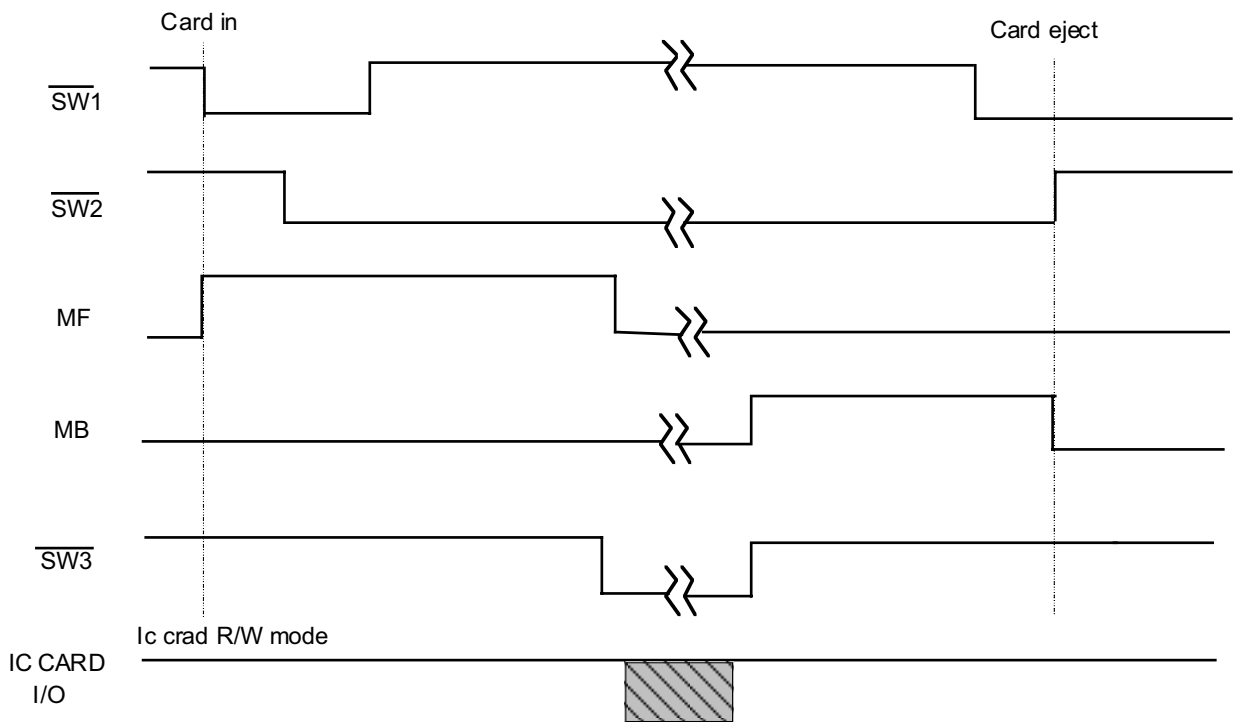 Card in
Card eject
SW1
SW2
MF
MB
SW3
Ic crad R/W mode
IC CARD
I/O